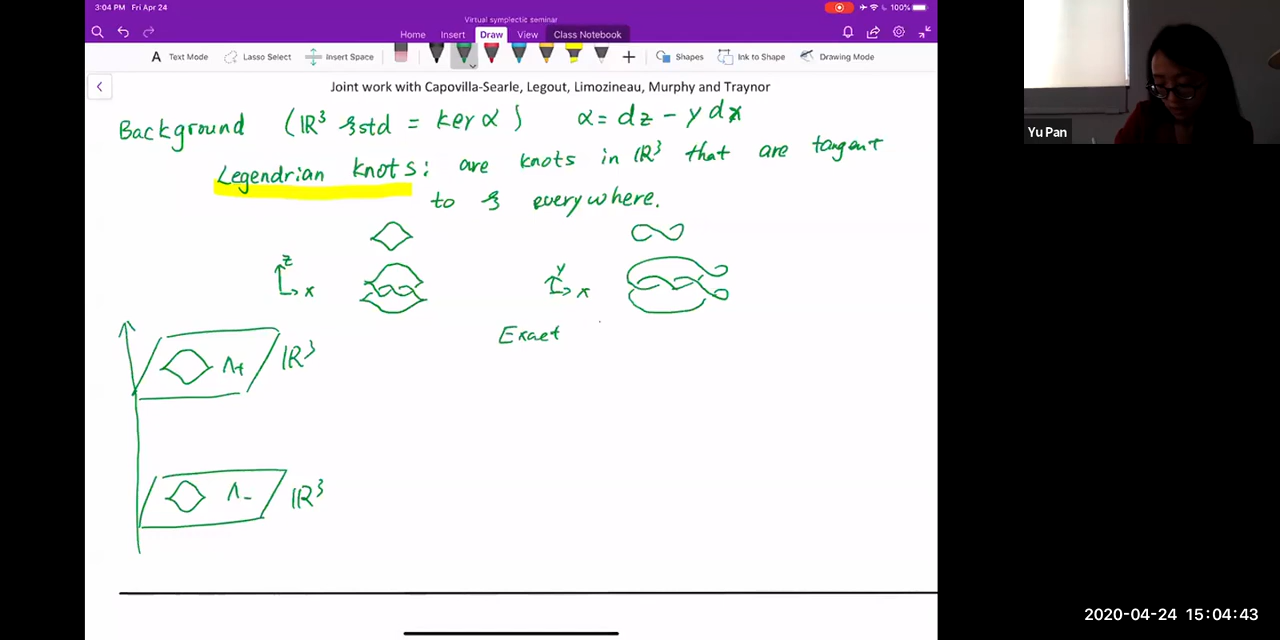 3:04 PM Fri Apr 24
100%
Virtual symplectic seminar
Home Insert Draw View Class Notebook
Text Mode Lasso Select Insert Space Shapes Ink to Shape Drawing Mode
Joint work with Capovilla-Searle, Legout, Limozineau, Murphy and Traynor
Background (ℝ³ ξstd = ker α) α = dz - y dx
Legendrian knots: are knots in ℝ³ that are tangent
to ξ everywhere.
z
x
y
x
Exact
Λ+ ℝ³
Λ- ℝ³
Yu Pan
2020-04-24 15:04:43